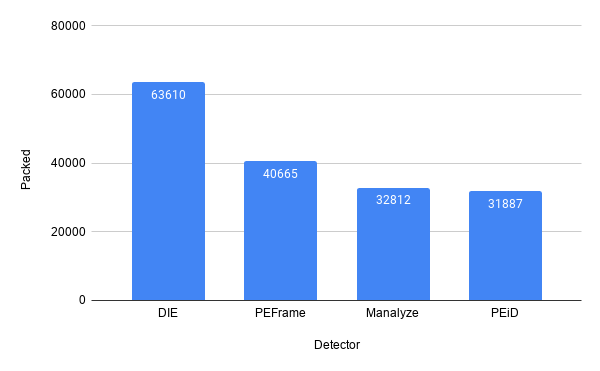 80000
60000
40000
20000
0
Packed
63610
40665
32812
31887
DIE
PEFrame
Manalyze
PEiD
Detector